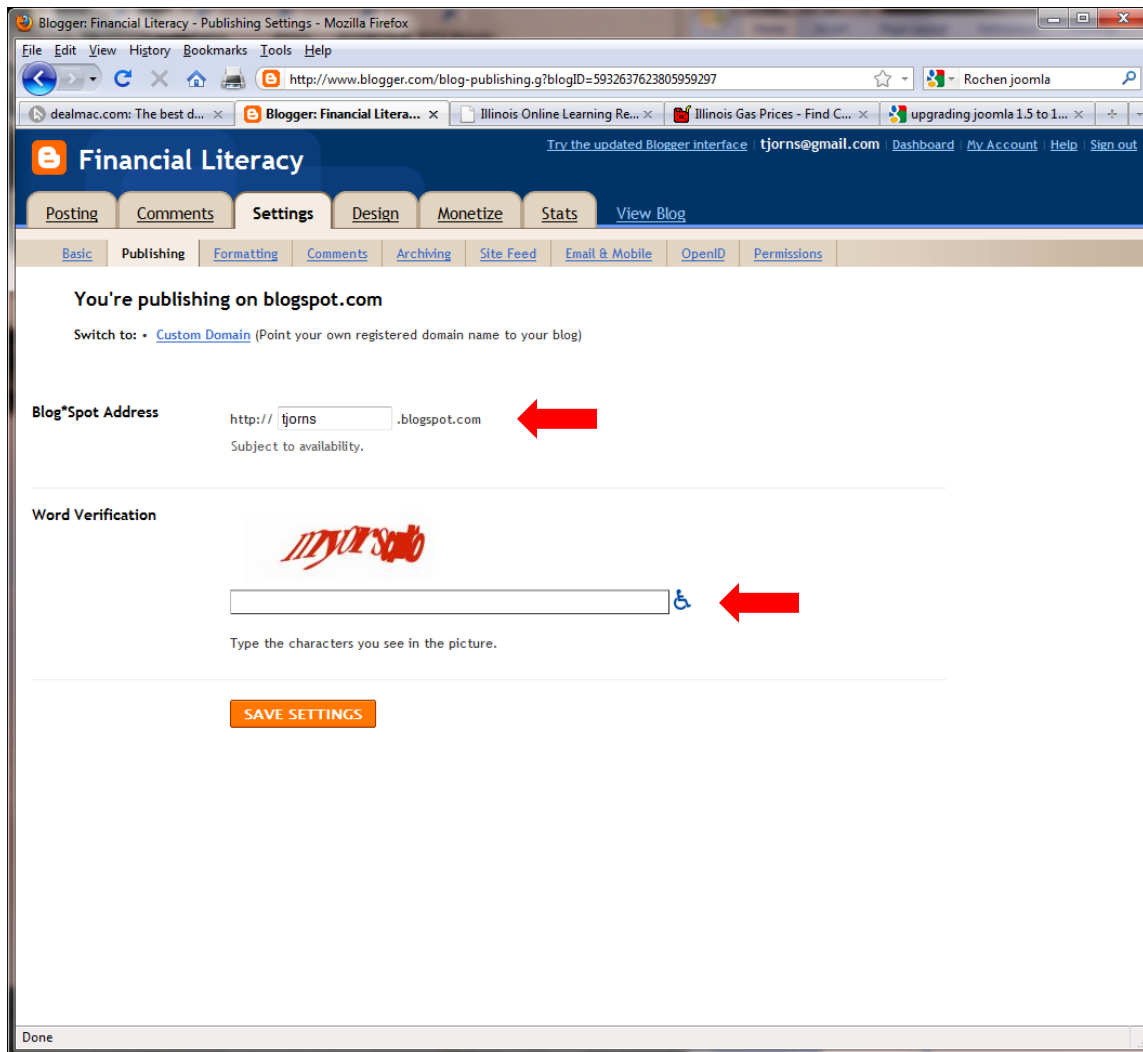 Blogger: Financial Literacy - Publishing Settings - Mozilla Firefox
File Edit View History Bookmarks Tools Help
http://www.blogger.com/blog-publishing.g?blogID=5932637623805959297 Rochen joomla
dealmac.com: The best d... Blogger: Financial Litera... Illinois Online Learning Re... Illinois Gas Prices - Find C... upgrading joomla 1.5 to 1...
Try the updated Blogger interface | tjorns@gmail.com | Dashboard | My Account | Help | Sign out
Financial Literacy
Posting Comments Settings Design Monetize Stats View Blog
Basic Publishing Formatting Comments Archiving Site Feed Email & Mobile OpenID Permissions
You're publishing on blogspot.com
Switch to: • Custom Domain (Point your own registered domain name to your blog)
Blog*Spot Address http:// tjorns .blogspot.com
Subject to availability.
Word Verification
Type the characters you see in the picture.
SAVE SETTINGS
Done